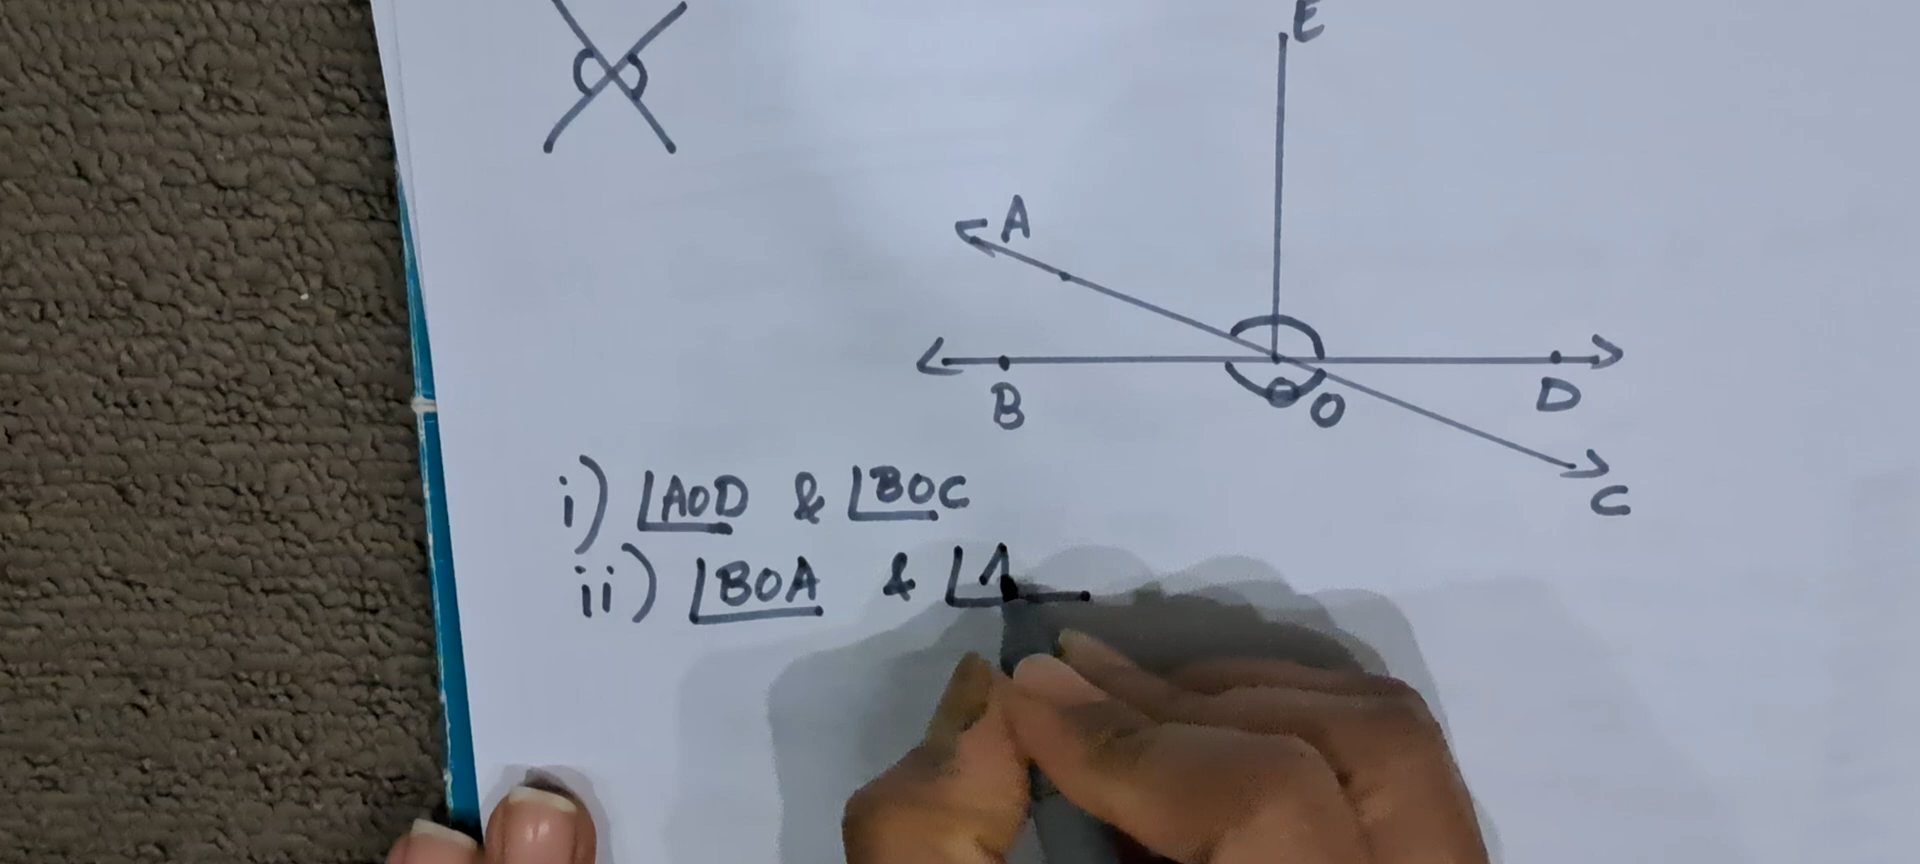 E
A
B
O
D
C
i) ∠AOD & ∠BOC
ii) ∠BOA & ∠